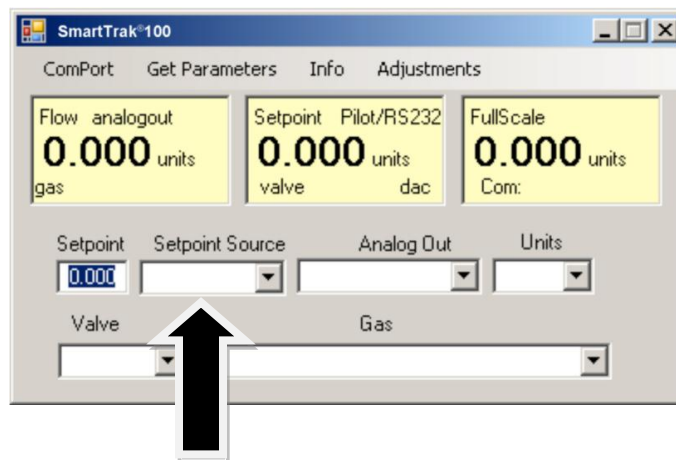 SmartTrak®100
ComPort Get Parameters Info Adjustments
Flow analogout
0.000 units
gas
Setpoint Pilot/RS232
0.000 units
valve dac
FullScale
0.000 units
Com:
Setpoint Setpoint Source Analog Out Units
0.000
Valve Gas